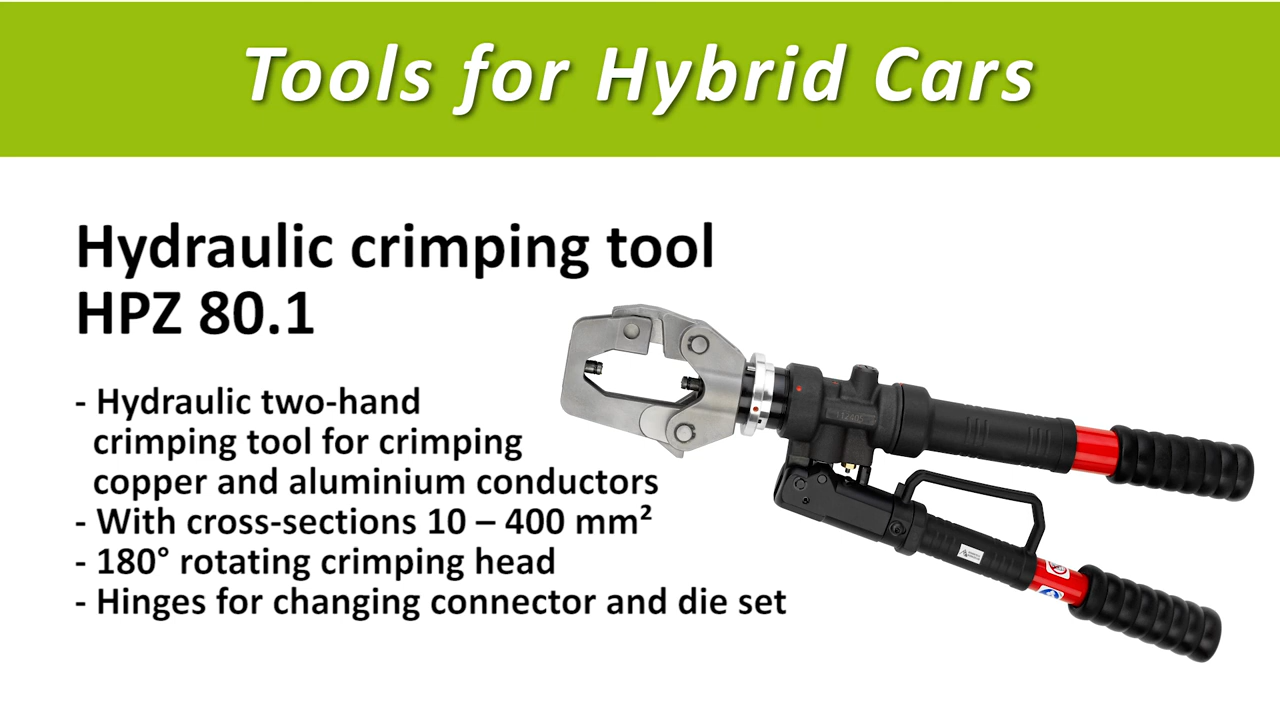 Tools for Hybrid Cars
Hydraulic crimping tool
HPZ 80.1
- Hydraulic two-hand
crimping tool for crimping
copper and aluminium conductors
- With cross-sections 10 – 400 mm²
- 180° rotating crimping head
- Hinges for changing connector and die set